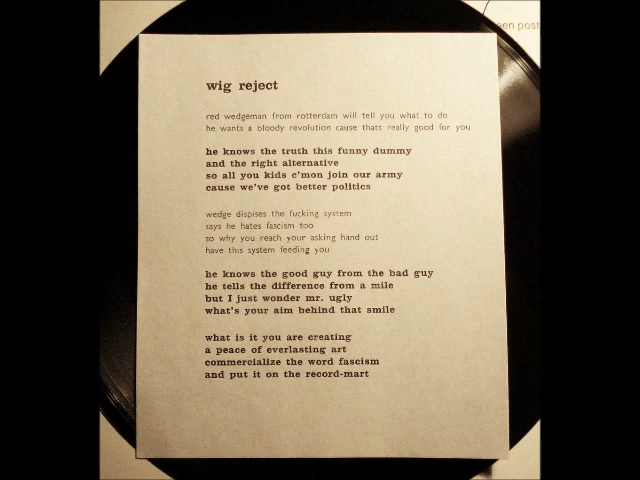 een post
wig reject
red wedgeman from rotterdam will tell you what to do
he wants a bloody revolution cause thats really good for you
he knows the truth this funny dummy
and the right alternative
so all you kids c'mon join our army
cause we've got better politics
wedge dispises the fucking system
says he hates fascism too
so why you reach your asking hand out
have this system feeding you
he knows the good guy from the bad guy
he tells the difference from a mile
but I just wonder mr. ugly
what's your aim behind that smile
what is it you are creating
a peace of everlasting art
commercialize the word fascism
and put it on the record-mart